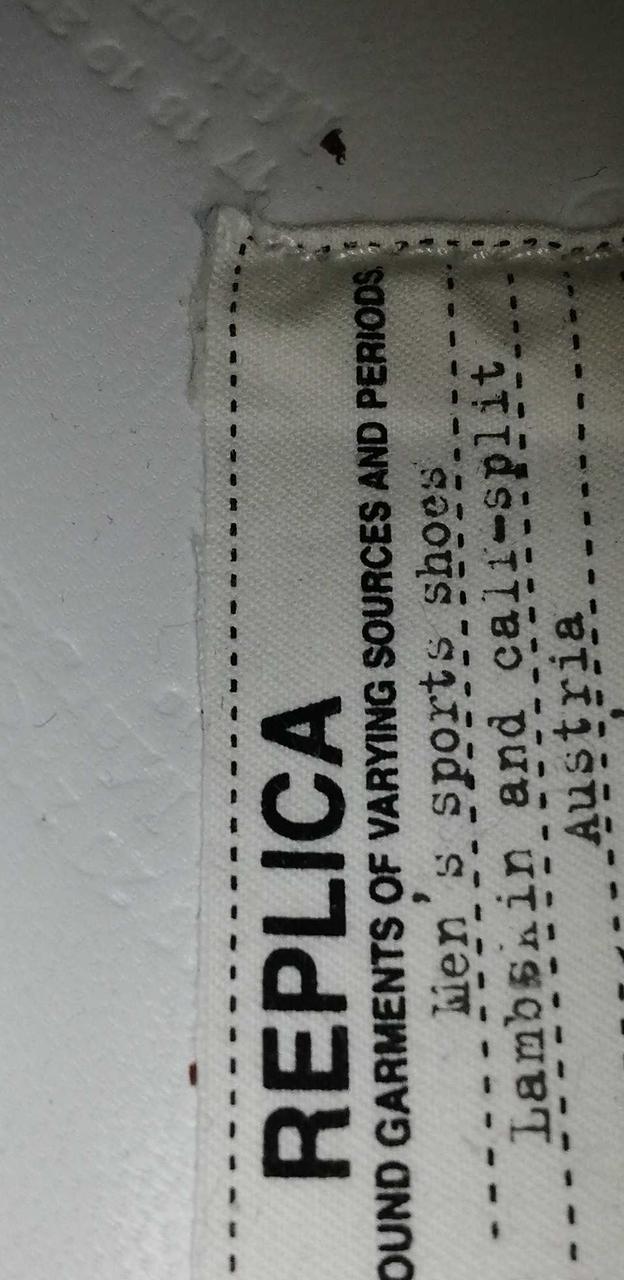 REPLICA
OUND GARMENTS OF VARYING SOURCES AND PERIODS.
Men's sports shoes
Lambskin and calf-split
Austria